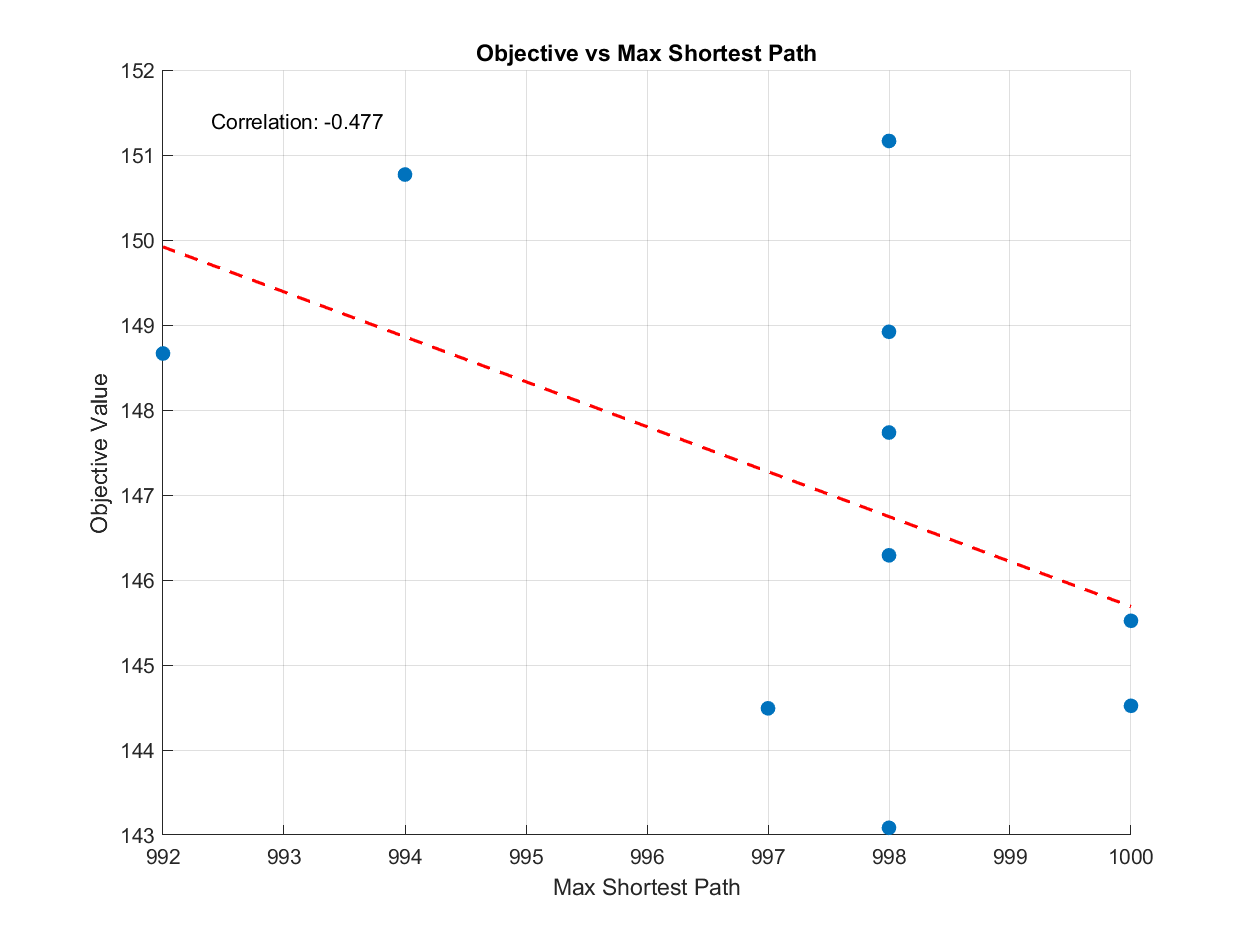 Objective vs Max Shortest Path
Correlation: -0.477
152
151
150
149
148
147
146
145
144
143
Objective Value
992 993 994 995 996 997 998 999 1000
Max Shortest Path